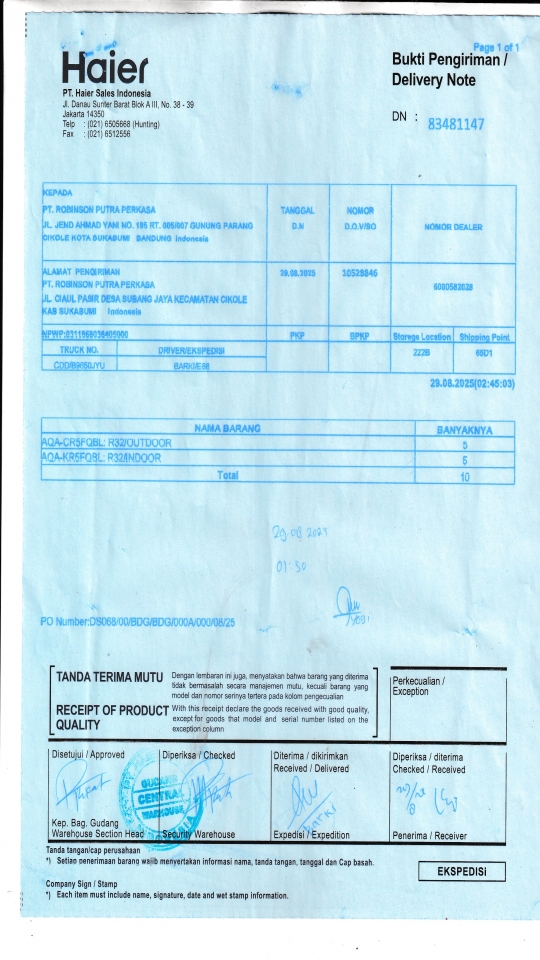 Page 1 of 1
Haier
Bukti Pengiriman /
Delivery Note
PT. Haier Sales Indonesia
Jl. Danau Sunter Barat Blok A III, No. 38 - 39
Jakarta 14350
Telp : (021) 6505668 (Hunting)
Fax : (021) 6512556
DN : 83481147
KEPADA
PT. ROBINSON PUTRA PERKASA
JL. JEND AHMAD YANI NO. 185 RT. 005/007 GUNUNG PARANG
CIKOLE KOTA SUKABUMI BANDUNG Indonesia
TANGGAL
D.N
NOMOR
D.O.V/SO
NOMOR DEALER
ALAMAT PENGIRIMAN
PT. ROBINSON PUTRA PERKASA
JL. CIAUL PASIR DESA SUBANG JAYA KECAMATAN CIKOLE
KAB SUKABUMI Indonesia
29.08.2025
10528846
NPWP:
PKP
BPKP
Storage Location
Shipping Point
TRUCK NO.
DRIVER/EKSPEDISI
222B
65D1
29.08.2025(02:45:03)
NAMA BARANG
BANYAKNYA
AQA-CR5FQBL: R32/OUTDOOR 5
AQA-KR5FQBL: R32/INDOOR 5
Total 10
01:30
PO Number:DS068/00/BDG/BDG/000A/000/08/25
TANDA TERIMA MUTU
Dengan lembaran ini juga, menyatakan bahwa barang yang diterima
tidak bermasalah secara manajemen mutu, kecuali barang yang
model dan nomor serinya tertera pada kolom pengecualian
RECEIPT OF PRODUCT
QUALITY
With this receipt declare the goods received with good quality,
except for goods that model and serial number listed on the
exception column
Perkecualian /
Exception
Disetujui / Approved
Diperiksa / Checked
Diterima / dikirimkan
Received / Delivered
Diperiksa / diterima
Checked / Received
GUDANG
CENTRAL
WAREHOUSE
BARKI
Kep. Bag. Gudang
Warehouse Section Head
Security Warehouse
Expedisi / Expedition
Penerima / Receiver
Tanda tangan/cap perusahaan
*) Setiap penerimaan barang wajib menyertakan informasi nama, tanda tangan, tanggal dan Cap basah.
EKSPEDISI
Company Sign / Stamp
*) Each item must include name, signature, date and wet stamp information.